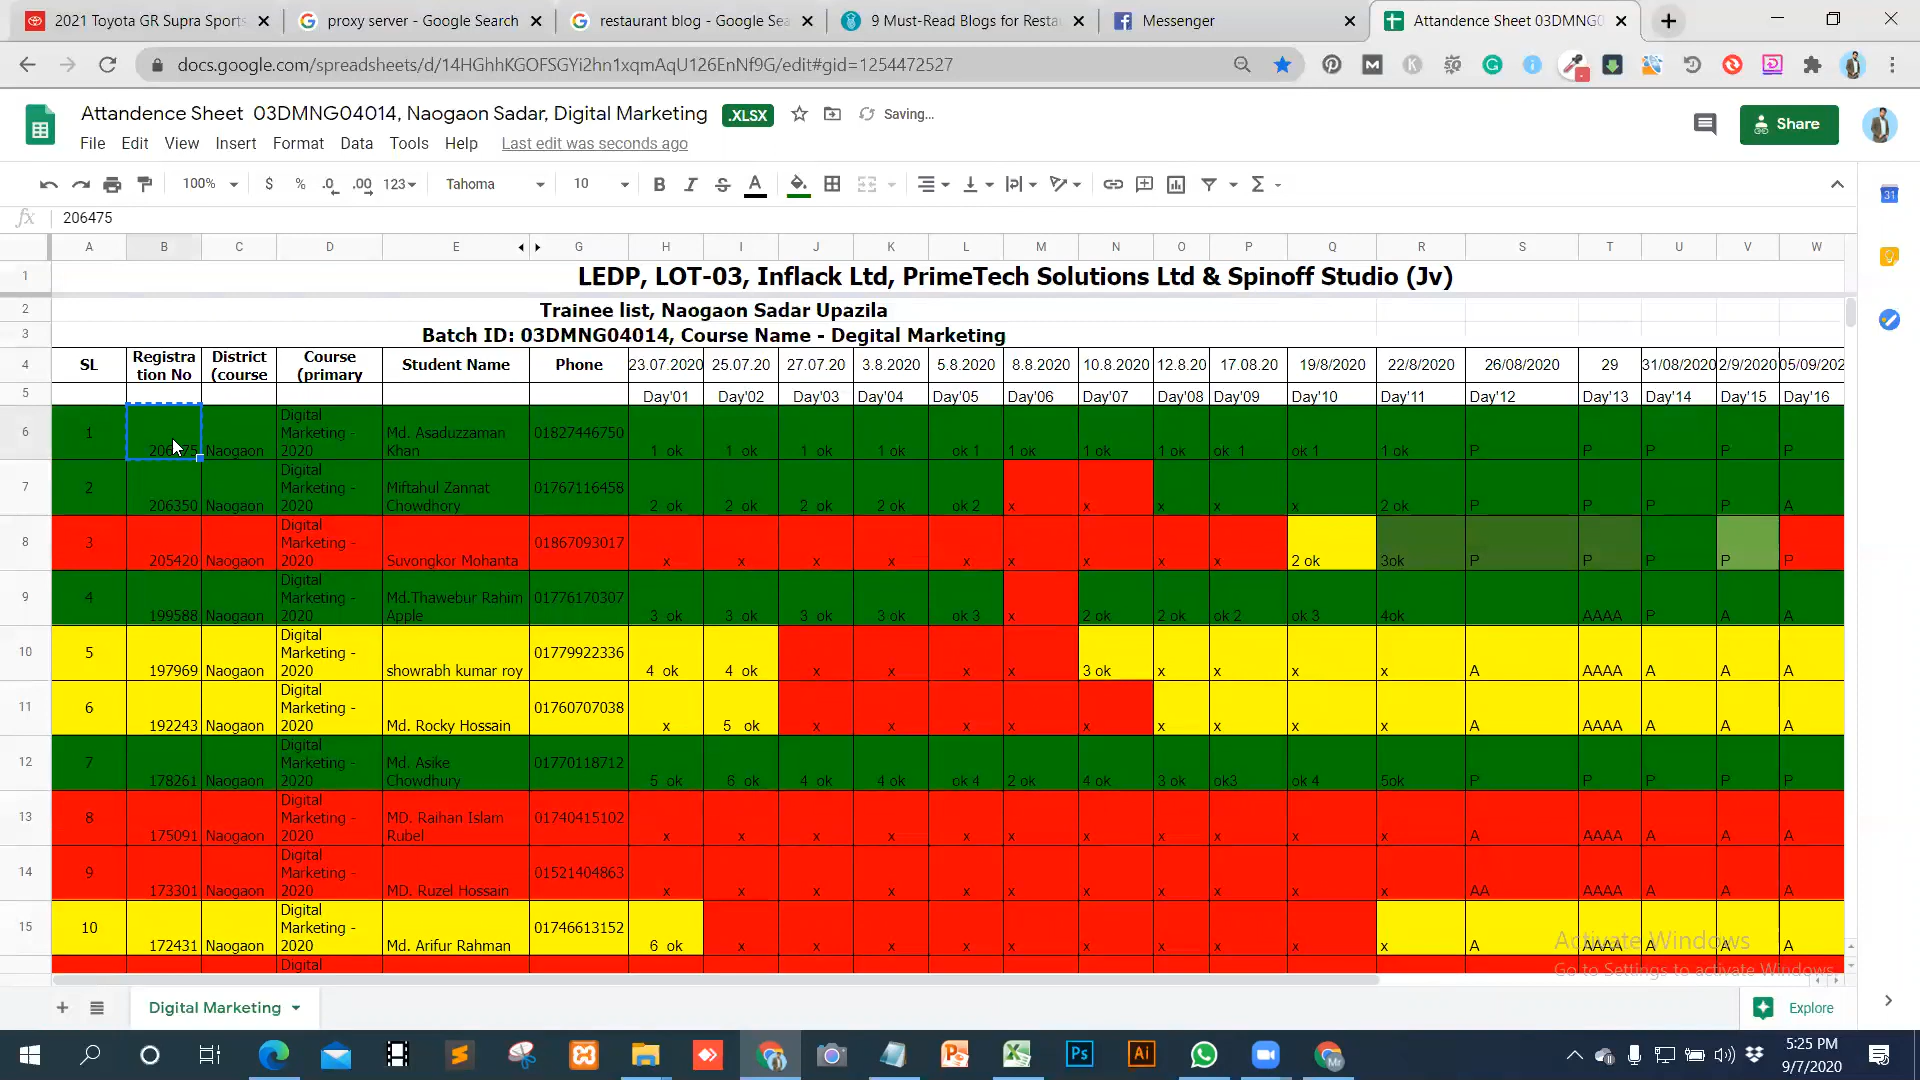 2021 Toyota GR Supra Sports
proxy server - Google Search
restaurant blog - Google Sea
9 Must-Read Blogs for Resta
Messenger
Attandence Sheet 03DMNG0
docs.google.com/spreadsheets/d/14HGhhKGOFSGYi2hn1xqmAqU126EnNf9G/edit#gid=1254472527
Attandence Sheet 03DMNG04014, Naogaon Sadar, Digital Marketing .XLSX Saving...
File Edit View Insert Format Data Tools Help Last edit was seconds ago
Share
100% $ % .0 .00 123 Tahoma 10 B I S A
fx 206475
A B C D E G H I J K L M N O P Q R S T U V W
1 LEDP, LOT-03, Inflack Ltd, PrimeTech Solutions Ltd & Spinoff Studio (Jv)
2 Trainee list, Naogaon Sadar Upazila
3 Batch ID: 03DMNG04014, Course Name - Degital Marketing
4 SL Registra tion No District (course Course (primary Student Name Phone 23.07.2020 25.07.20 27.07.20 3.8.2020 5.8.2020 8.8.2020 10.8.2020 12.8.20 17.08.20 19/8/2020 22/8/2020 26/08/2020 29 31/08/2020 2/9/2020 05/09/202
5 Day'01 Day'02 Day'03 Day'04 Day'05 Day'06 Day'07 Day'08 Day'09 Day'10 Day'11 Day'12 Day'13 Day'14 Day'15 Day'16
6 1 Naogaon Digital Marketing - 2020 Md. Asaduzzaman Khan 01827446750 1 ok 1 ok 1 ok 1 ok ok 1 1 ok 1 ok 1 ok ok 1 ok 1 1 ok P P P P P
7 2 206350 Naogaon Digital Marketing - 2020 Miftahul Zannat Chowdhory 01767116458 2 ok 2 ok 2 ok 2 ok ok 2 x x x x x 2 ok P P P P A
8 3 205420 Naogaon Digital Marketing - 2020 Suvongkor Mohanta 01867093017 x x x x x x x x x 2 ok 3ok P P P P P
9 4 199588 Naogaon Digital Marketing - 2020 Md.Thawebur Rahim Apple 01776170307 3 ok 3 ok 3 ok 3 ok ok 3 x 2 ok 2 ok ok 2 ok 3 4ok AAAA P A A
10 5 197969 Naogaon Digital Marketing - 2020 showrabh kumar roy 01779922336 4 ok 4 ok x x x x 3 ok x x x x A AAAA A A A
11 6 192243 Naogaon Digital Marketing - 2020 Md. Rocky Hossain 01760707038 x 5 ok x x x x x x x x x A AAAA A A A
12 7 178261 Naogaon Digital Marketing - 2020 Md. Asike Chowdhury 01770118712 5 ok 6 ok 4 ok 4 ok ok 4 2 ok 4 ok 3 ok ok3 ok 4 5ok P P P P P
13 8 175091 Naogaon Digital Marketing - 2020 MD. Raihan Islam Rubel 01740415102 x x x x x x x x x x x A AAAA A A A
14 9 173301 Naogaon Digital Marketing - 2020 MD. Ruzel Hossain 01521404863 x x x x x x x x x x x AA AAAA A A A
15 10 172431 Naogaon Digital Marketing - 2020 Md. Arifur Rahman 01746613152 6 ok x x x x x x x x x x A AAAA A A A
Digital
Activate Windows
Go to Settings to activate Windows.
Digital Marketing
Explore
5:25 PM
9/7/2020